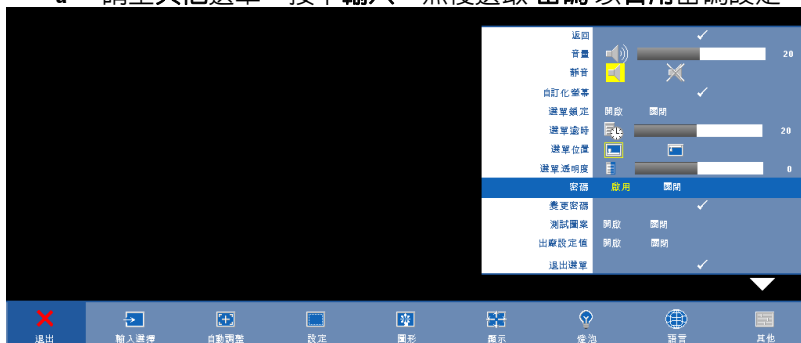 返回
音量 20
靜音
自訂化螢幕
選單鎖定 開啟 關閉
選單逾時 20
選單位置
選單透明度 0
密碼 啟用 關閉
變更密碼
測試圖案 開啟 關閉
出廠設定值 開啟 關閉
退出選單
退出 輸入選擇 自動調整 設定 圖形 顯示 燈泡 語言 其他